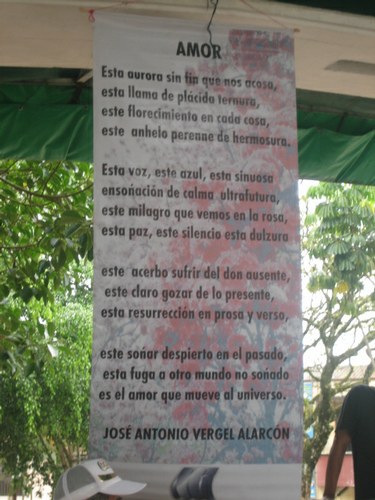 AMOR
Esta aurora sin fin que nos acosa,
esta llama de plácida ternura,
este florecimiento en cada cosa,
este anhelo perenne de hermosura.
Esta voz, este azul, esta sinuosa
ensoñación de calma ultrafutura,
este milagro que vemos en la rosa,
esta paz, este silencio esta dulzura
este acerbo sufrir del don ausente,
este claro gozar de lo presente,
esta resurrección en prosa y verso,
este soñar despierto en el pasado,
esta fuga a otro mundo no soñado
es el amor que mueve al universo.
JOSÉ ANTONIO VERGEL ALARCÓN